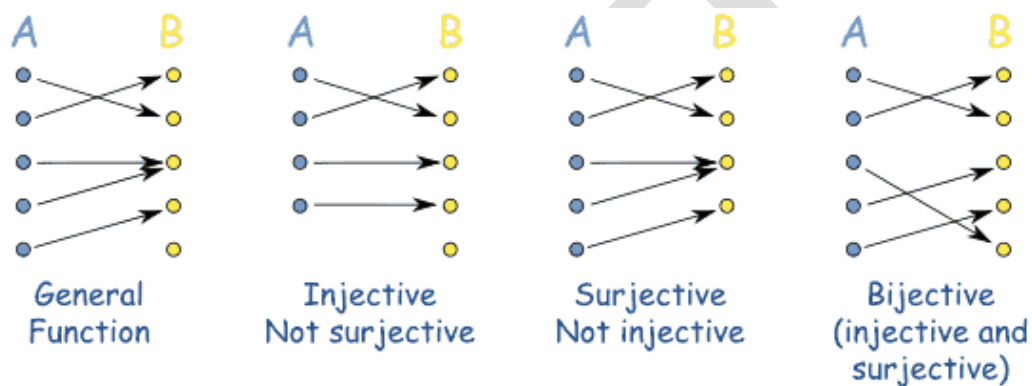 A B
A B
A B
A B
General
Function
Injective
Not surjective
Surjective
Not injective
Bijective
(injective and
surjective)